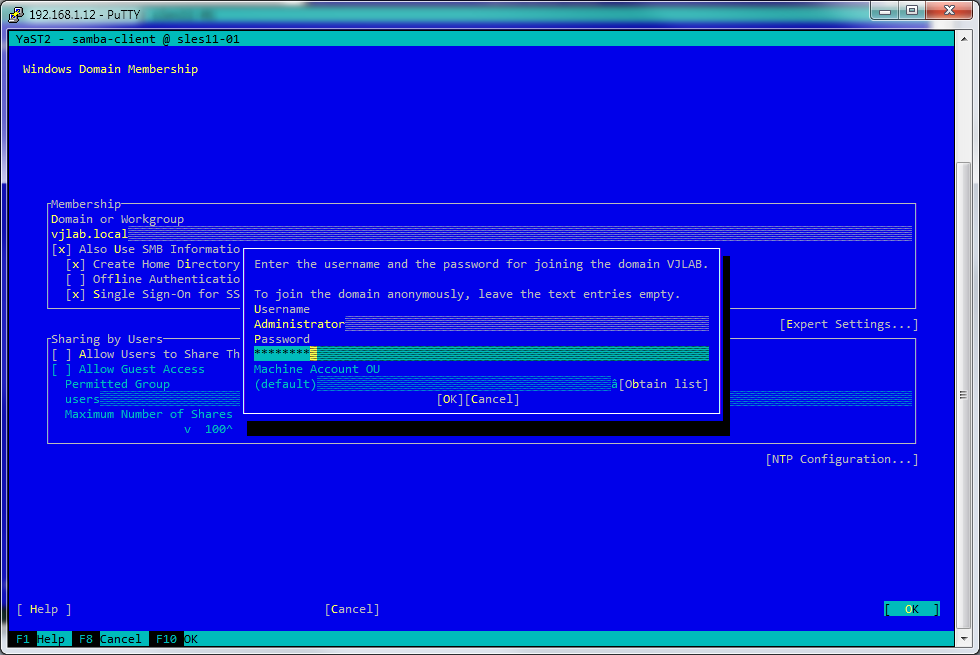 192.168.1.12 - PuTTY
YaST2 - samba-client @ sles11-01
Windows Domain Membership
Membership
Domain or Workgroup
vjlab.local
[x] Also Use SMB Informatio
[x] Create Home Directory
[ ] Offline Authenticatio
[x] Single Sign-On for SS
Enter the username and the password for joining the domain VJLAB.
To join the domain anonymously, leave the text entries empty.
Username
Administrator
Password
********
Machine Account OU
(default) â[Obtain list]
[OK][Cancel]
[Expert Settings...]
Sharing by Users
[ ] Allow Users to Share Th
[ ] Allow Guest Access
Permitted Group
users
Maximum Number of Shares
v 100^
[NTP Configuration...]
[ Help ] [Cancel] [ OK ]
F1 Help F8 Cancel F10 OK